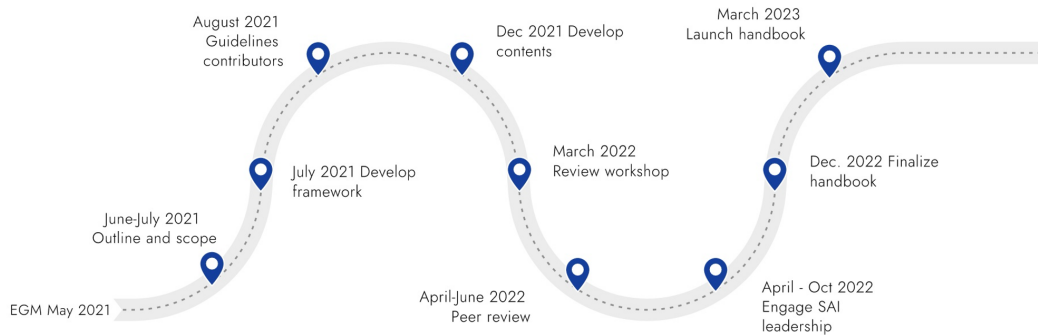 EGM May 2021
June-July 2021
Outline and scope
July 2021 Develop
framework
August 2021
Guidelines
contributors
Dec 2021 Develop
contents
March 2022
Review workshop
April-June 2022
Peer review
April - Oct 2022
Engage SAI
leadership
Dec. 2022 Finalize
handbook
March 2023
Launch handbook